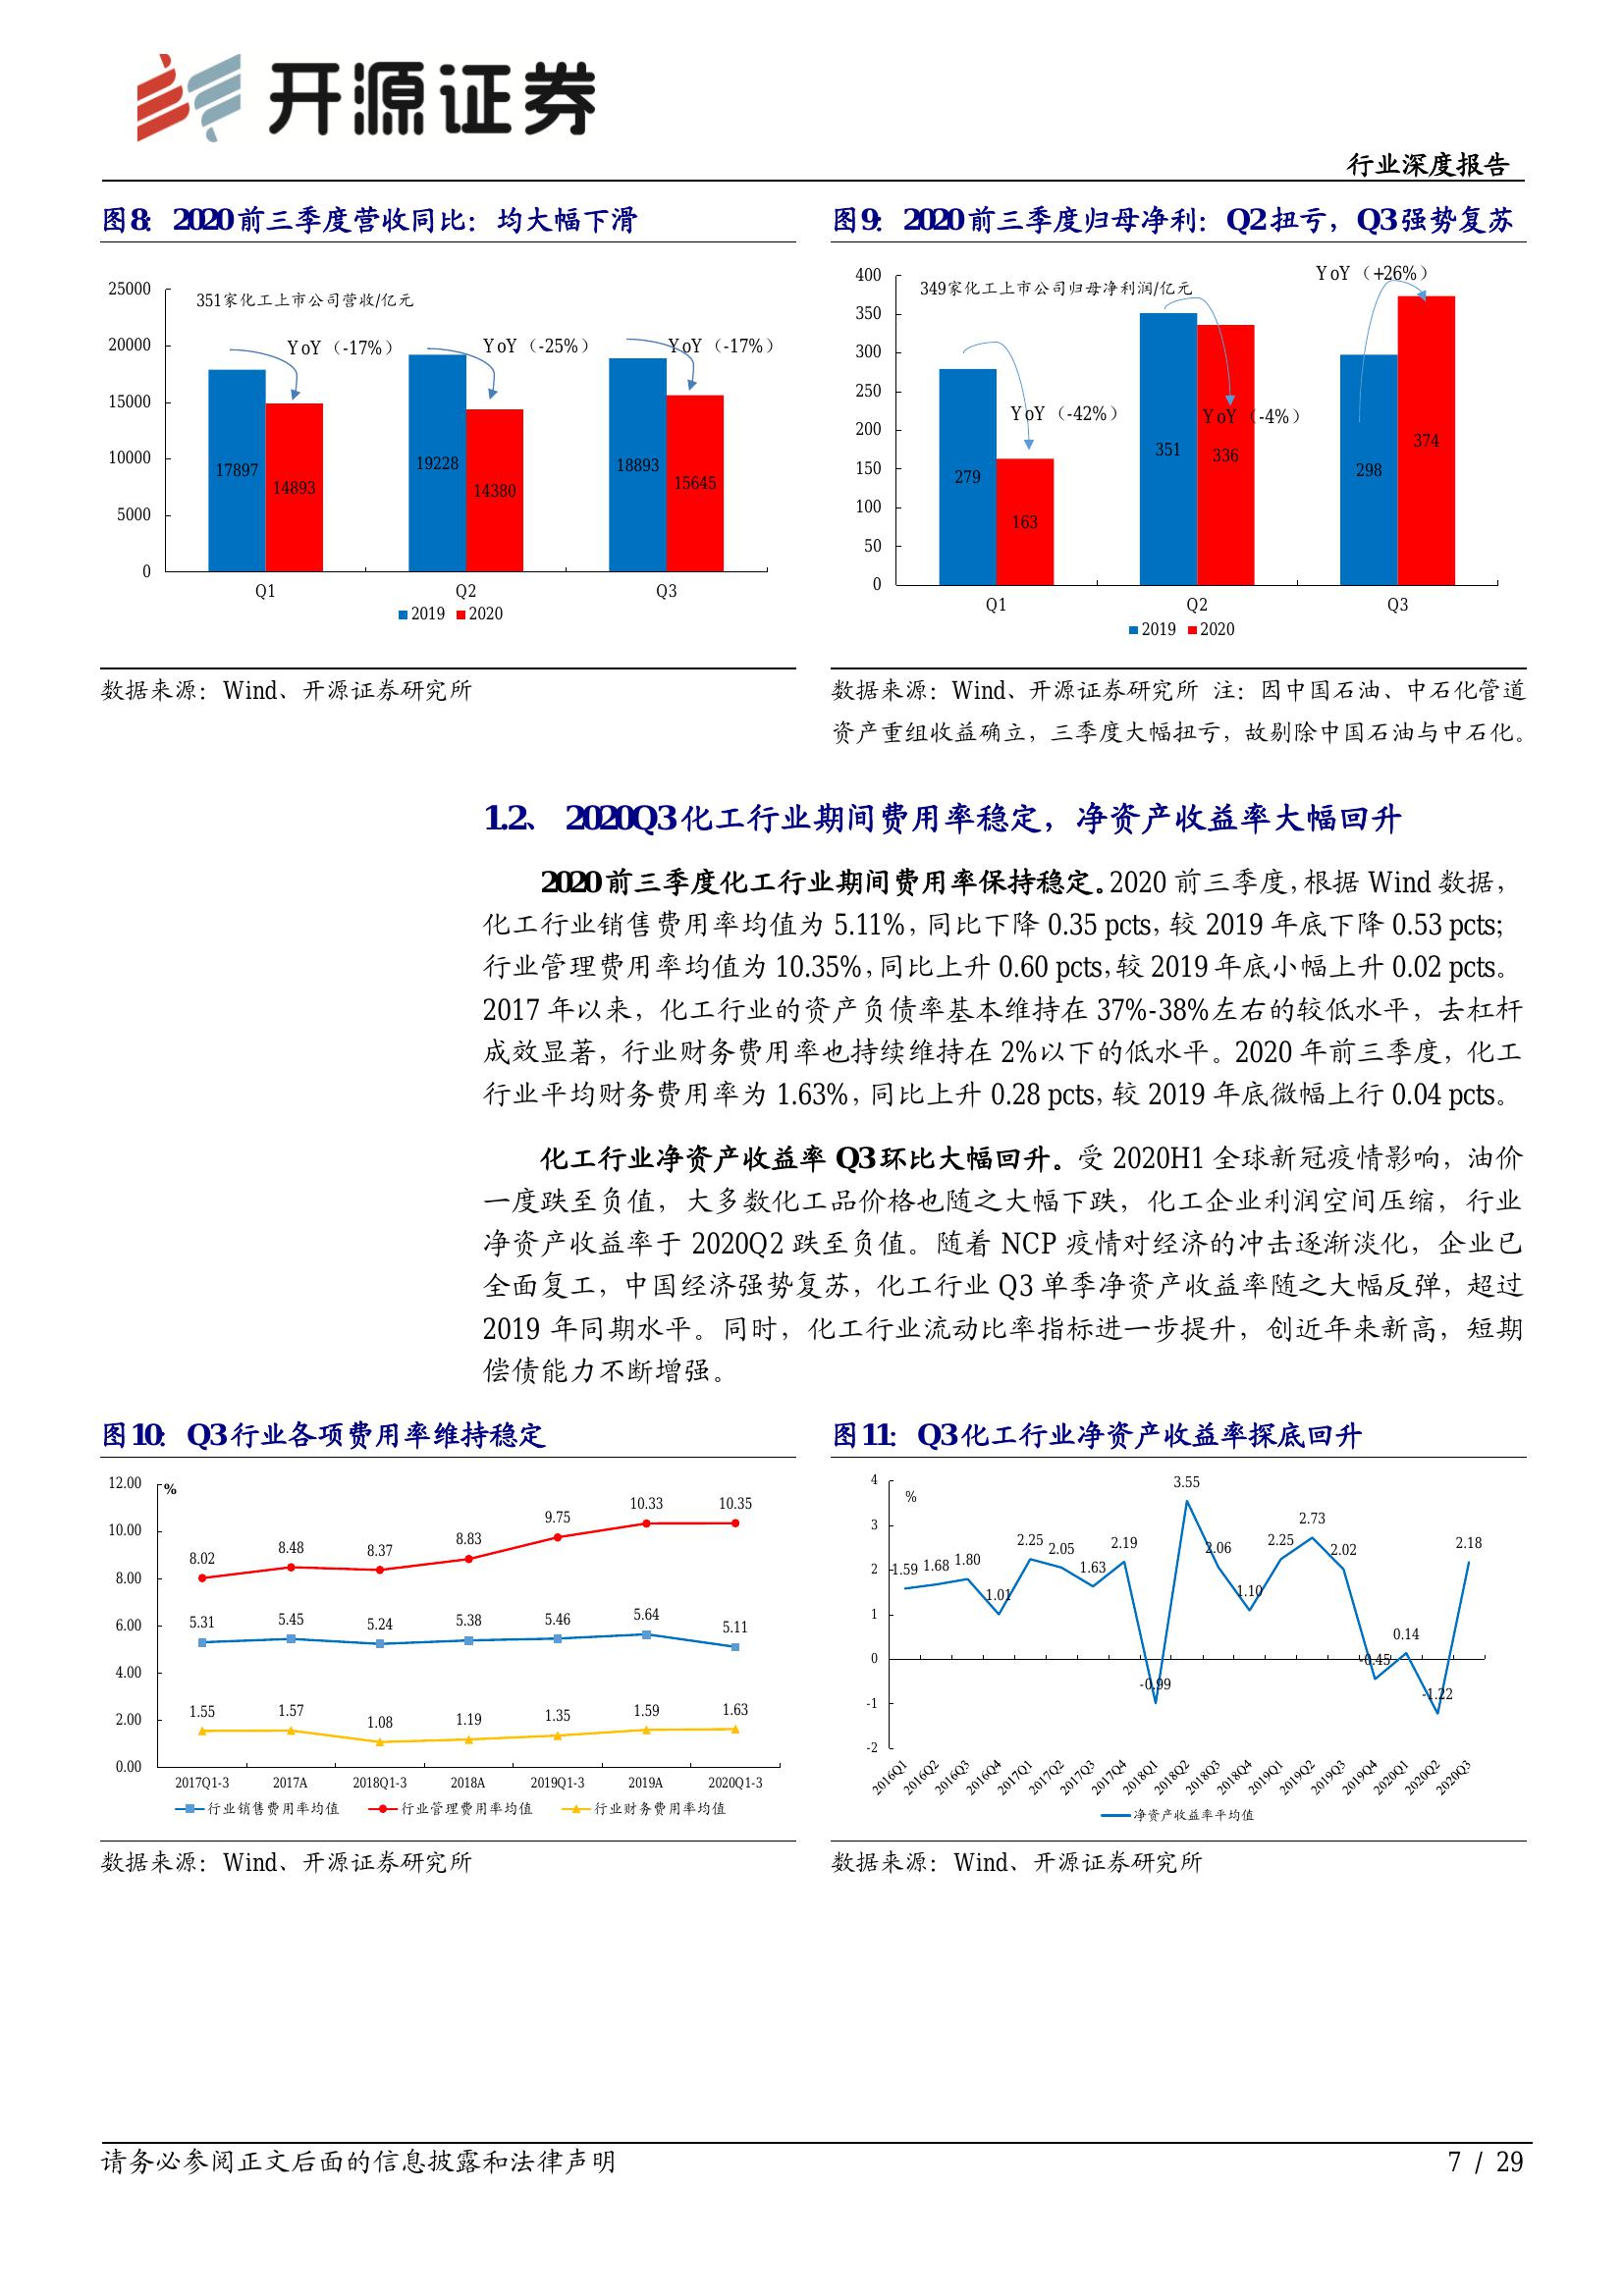 开源证券
行业深度报告
图8： 2020前三季度营收同比：均大幅下滑
25000
20000
15000
10000
5000
0
351家化工上市公司营收/亿元
YoY（-17%）
YoY（-25%）
YoY（-17%）
17897
14893
19228
14380
18893
15645
Q1 Q2 Q3
2019 2020
数据来源：Wind、开源证券研究所
图9： 2020前三季度归母净利：Q2扭亏，Q3强势复苏
400
350
300
250
200
150
100
50
0
349家化工上市公司归母净利润/亿元
YoY（+26%）
YoY（-42%）
YoY（-4%）
279
163
351
336
298
374
Q1 Q2 Q3
2019 2020
数据来源：Wind、开源证券研究所 注：因中国石油、中石化管道
资产重组收益确立，三季度大幅扭亏，故剔除中国石油与中石化。
1.2、 2020Q3化工行业期间费用率稳定，净资产收益率大幅回升
2020前三季度化工行业期间费用率保持稳定。2020 前三季度，根据 Wind 数据，
化工行业销售费用率均值为 5.11%，同比下降 0.35 pcts，较 2019 年底下降 0.53 pcts；
行业管理费用率均值为 10.35%，同比上升 0.60 pcts，较 2019 年底小幅上升 0.02 pcts。
2017 年以来，化工行业的资产负债率基本维持在 37%-38%左右的较低水平，去杠杆
成效显著，行业财务费用率也持续维持在 2%以下的低水平。2020 年前三季度，化工
行业平均财务费用率为 1.63%，同比上升 0.28 pcts，较 2019 年底微幅上行 0.04 pcts。
化工行业净资产收益率 Q3环比大幅回升。受 2020H1 全球新冠疫情影响，油价
一度跌至负值，大多数化工品价格也随之大幅下跌，化工企业利润空间压缩，行业
净资产收益率于 2020Q2 跌至负值。随着 NCP 疫情对经济的冲击逐渐淡化，企业已
全面复工，中国经济强势复苏，化工行业 Q3 单季净资产收益率随之大幅反弹，超过
2019 年同期水平。同时，化工行业流动比率指标进一步提升，创近年来新高，短期
偿债能力不断增强。
图10： Q3行业各项费用率维持稳定
12.00
10.00
8.00
6.00
4.00
2.00
0.00
%
8.02 8.48 8.37 8.83 9.75 10.33 10.35
5.31 5.45 5.24 5.38 5.46 5.64 5.11
1.55 1.57 1.08 1.19 1.35 1.59 1.63
2017Q1-3 2017A 2018Q1-3 2018A 2019Q1-3 2019A 2020Q1-3
行业销售费用率均值 行业管理费用率均值 行业财务费用率均值
数据来源：Wind、开源证券研究所
图11： Q3化工行业净资产收益率探底回升
4
3
2
1
0
-1
-2
%
1.59 1.68 1.80 1.01 2.25 2.05 1.63 2.19 -0.99 3.55 2.06 1.10 2.25 2.73 2.02 -0.45 0.14 -1.22 2.18
2016Q1 2016Q2 2016Q3 2016Q4 2017Q1 2017Q2 2017Q3 2017Q4 2018Q1 2018Q2 2018Q3 2018Q4 2019Q1 2019Q2 2019Q3 2019Q4 2020Q1 2020Q2 2020Q3
净资产收益率平均值
数据来源：Wind、开源证券研究所
请务必参阅正文后面的信息披露和法律声明
7 / 29